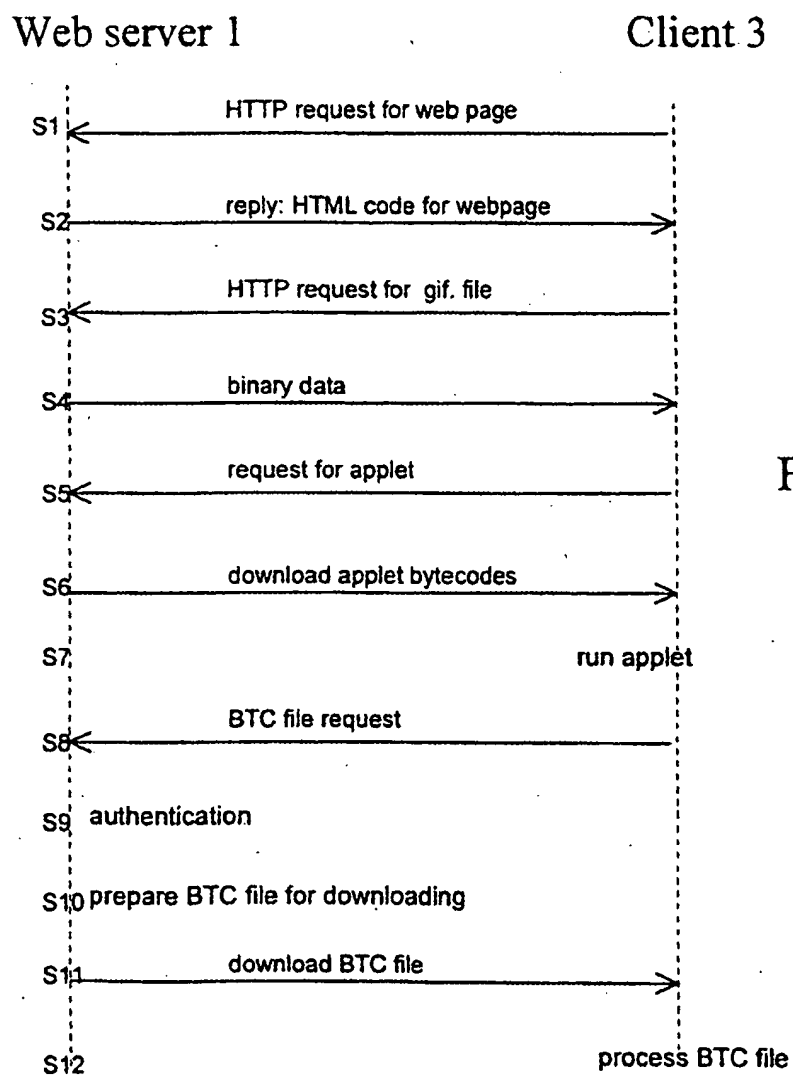 Web server 1 Client 3
S1 HTTP request for web page
S2 reply: HTML code for webpage
S3 HTTP request for gif. file
S4 binary data
S5 request for applet
F
S6 download applet bytecodes
S7 run applet
S8 BTC file request
S9 authentication
S10 prepare BTC file for downloading
S11 download BTC file
S12 process BTC file